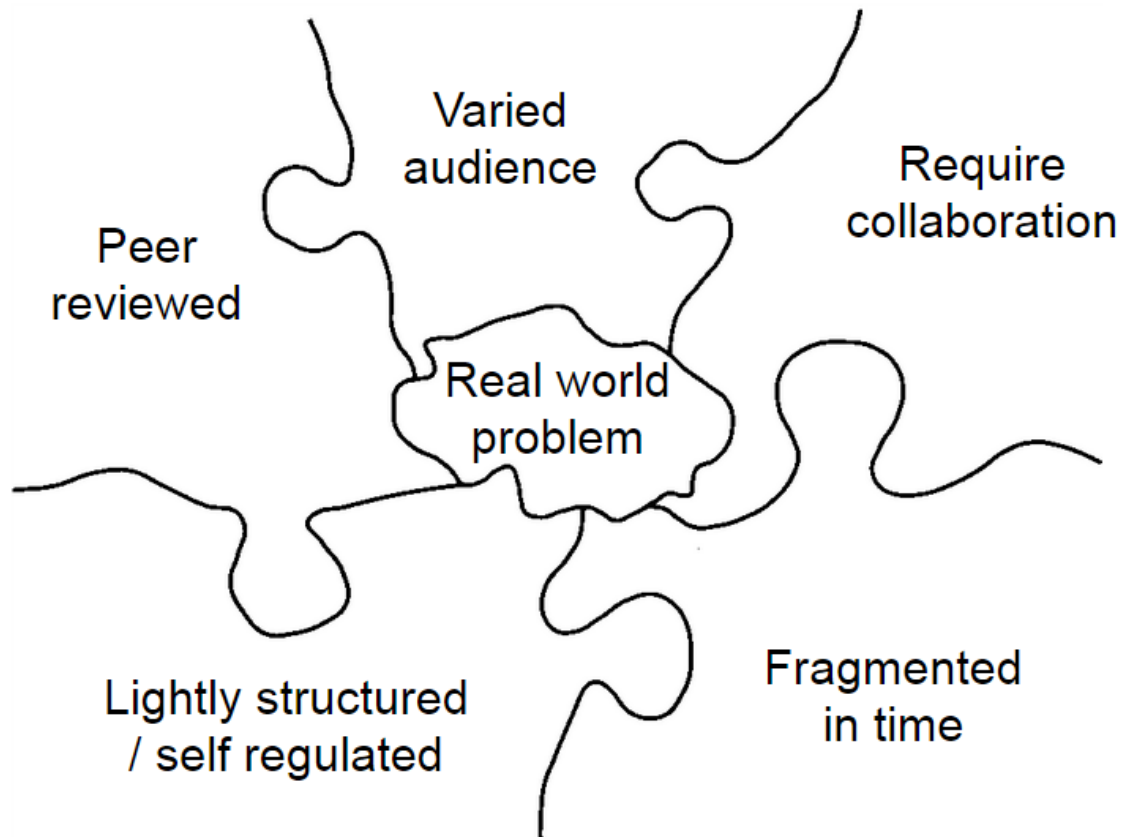 Varied
audience
Require
collaboration
Peer
reviewed
Real world
problem
Lightly structured
/ self regulated
Fragmented
in time